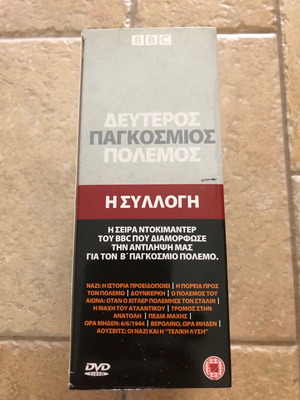 BBC
ΔΕΥΤΕΡΟΣ
ΠΑΓΚΟΣΜΙΟΣ
ΠΟΛΕΜΟΣ
Η ΣΥΛΛΟΓΗ
Η ΣΕΙΡΑ ΝΤΟΚΙΜΑΝΤΕΡ
ΤΟΥ BBC ΠΟΥ ΔΙΑΜΟΡΦΩΣΕ
ΤΗΝ ΑΝΤΙΛΗΨΗ ΜΑΣ
ΓΙΑ ΤΟΝ Β΄ ΠΑΓΚΟΣΜΙΟ ΠΟΛΕΜΟ.
ΝΑΖΙ: Η ΙΣΤΟΡΙΑ ΠΡΟΕΙΔΟΠΟΙΕΙ | Η ΠΟΡΕΙΑ ΠΡΟΣ
ΤΟΝ ΠΟΛΕΜΟ | ΔΟΥΝΚΕΡΚΗ | Ο ΠΟΛΕΜΟΣ ΤΟΥ
ΑΙΩΝΑ: ΟΤΑΝ Ο ΧΙΤΛΕΡ ΠΟΛΕΜΗΣΕ ΤΟΝ ΣΤΑΛΙΝ |
Η ΜΑΧΗ ΤΟΥ ΑΤΛΑΝΤΙΚΟΥ | ΤΡΟΜΟΣ ΣΤΗΝ
ΑΝΑΤΟΛΗ | ΠΕΔΙΑ ΜΑΧΗΣ |
ΩΡΑ ΜΗΔΕΝ: 6/6/1944 | ΒΕΡΟΛΙΝΟ, ΩΡΑ ΜΗΔΕΝ |
ΑΟΥΣΒΙΤΣ: ΟΙ ΝΑΖΙ ΚΑΙ Η "ΤΕΛΙΚΗ ΛΥΣΗ"
DVD
VIDEO
15